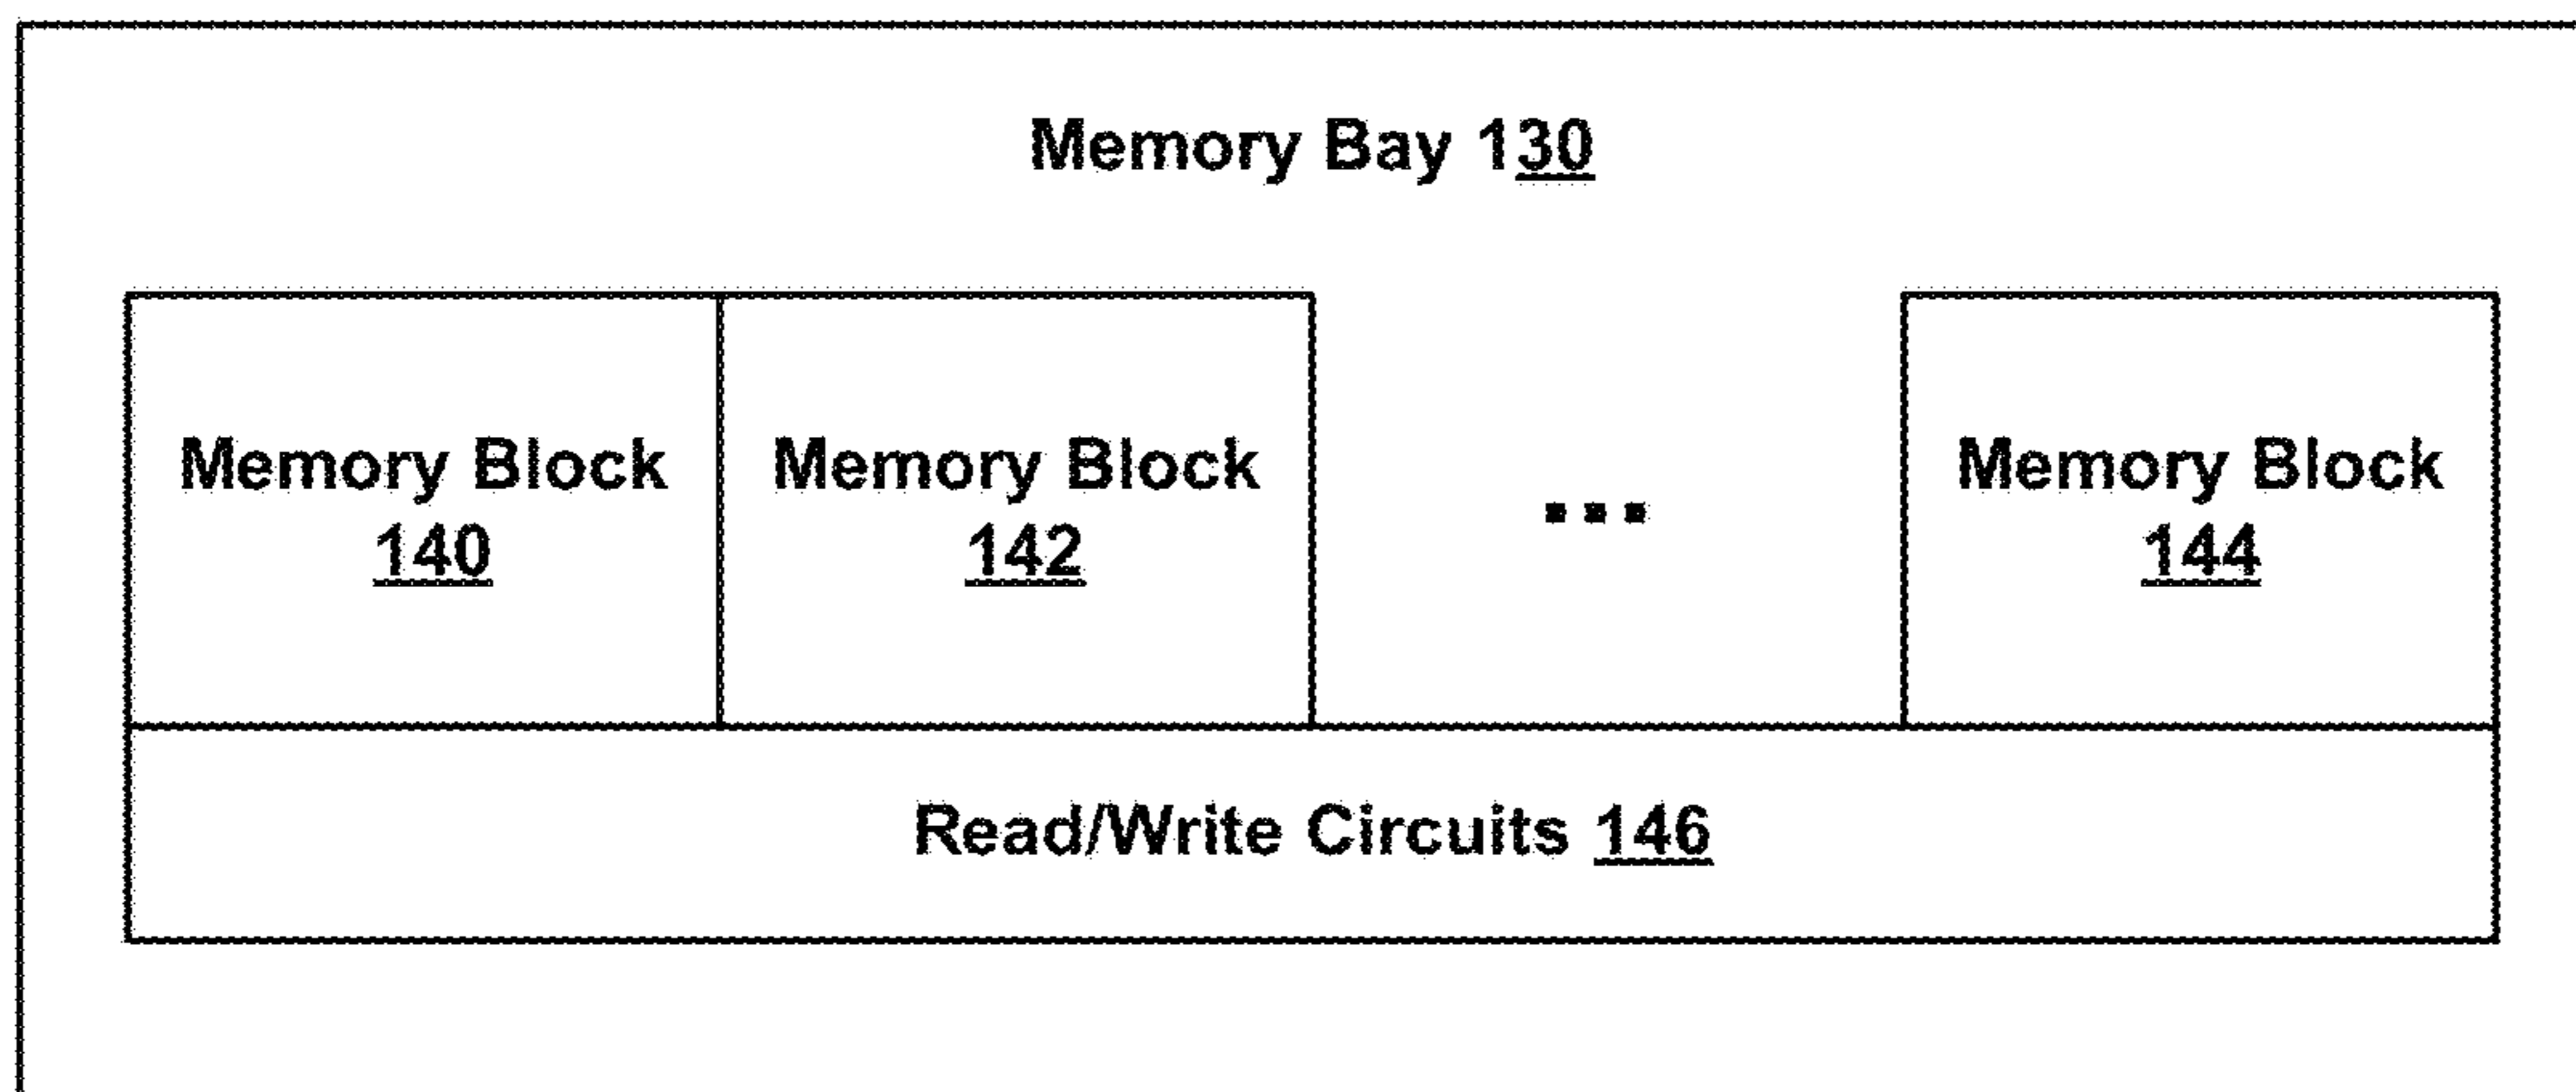 Memory Bay 130
Memory Block
140
Memory Block
142
...
Memory Block
144
Read/Write Circuits 146